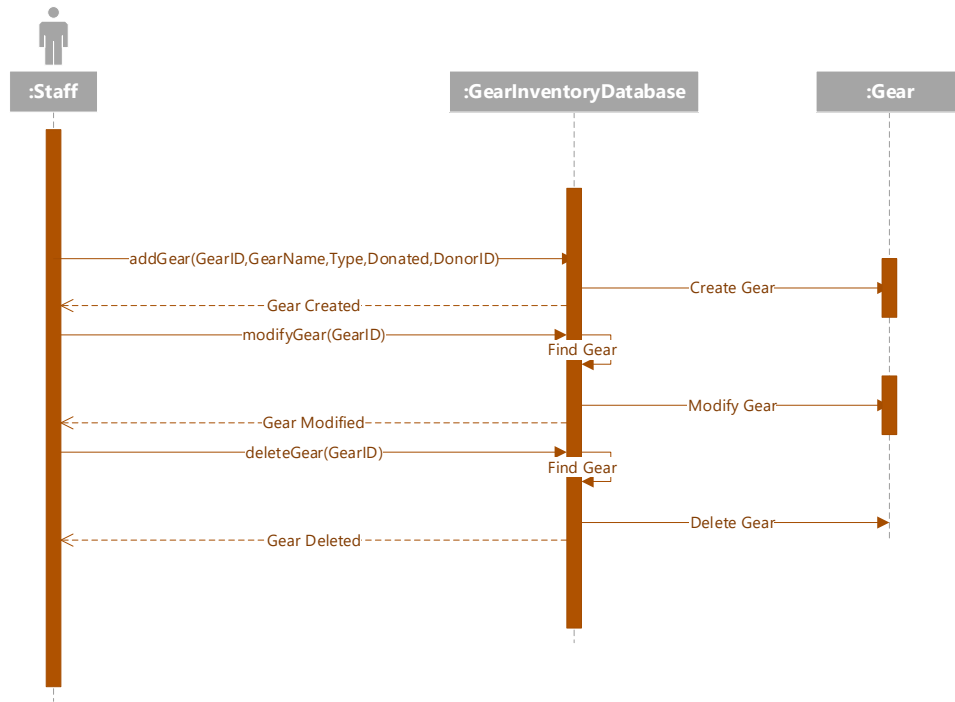 :Staff
:GearInventoryDatabase
:Gear
addGear(GearID,GearName,Type,Donated,DonorID)
Create Gear
Gear Created
modifyGear(GearID)
Find Gear
Modify Gear
Gear Modified
deleteGear(GearID)
Find Gear
Delete Gear
Gear Deleted